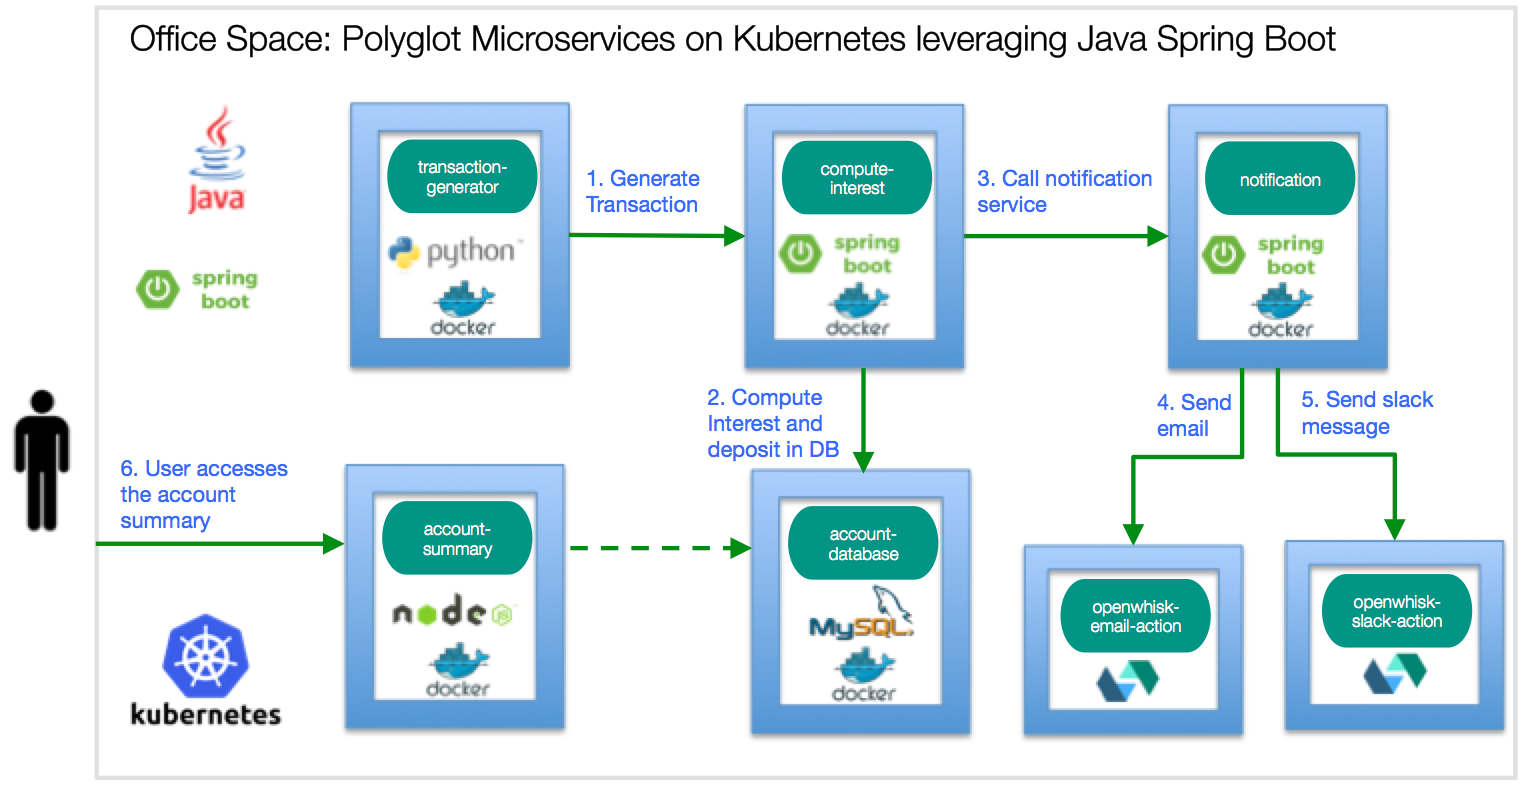 Office Space: Polyglot Microservices on Kubernetes leveraging Java Spring Boot
Java
spring
boot
transaction-
generator
python
docker
1. Generate
Transaction
compute-
interest
spring
boot
docker
3. Call notification
service
notification
spring
boot
docker
2. Compute
Interest and
deposit in DB
4. Send
email
5. Send slack
message
6. User accesses
the account
summary
account-
summary
node
JS
docker
account-
database
MySQL
docker
openwhisk-
email-action
openwhisk-
slack-action
kubernetes